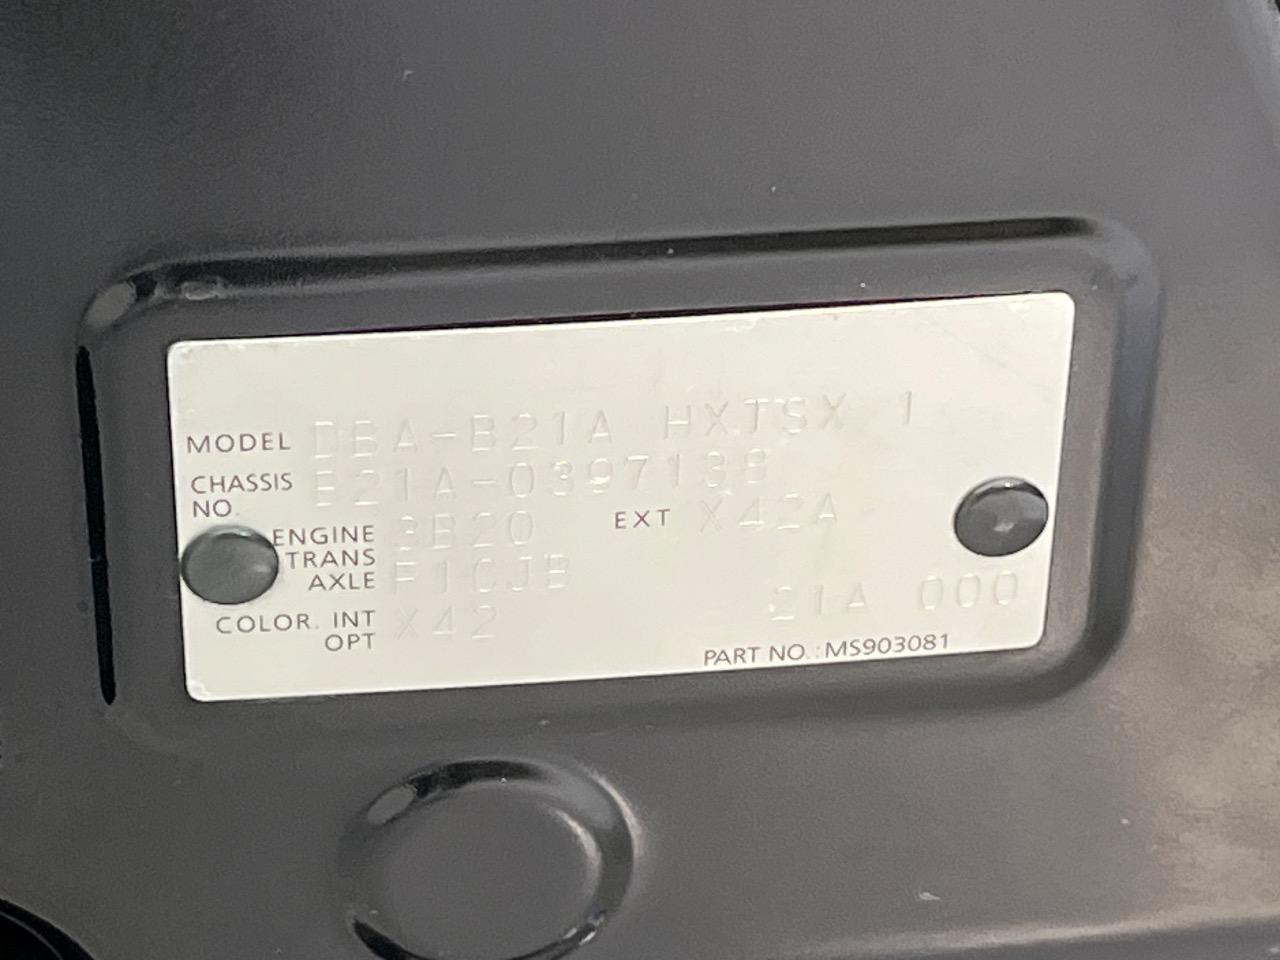 MODEL DBA-B21A HXTSX 1
CHASSIS NO. B21A-0397138
ENGINE 3B20 EXT X42A
TRANS AXLE F1CJB
COLOR. INT X42 21A 000
OPT
PART NO.:MS903081